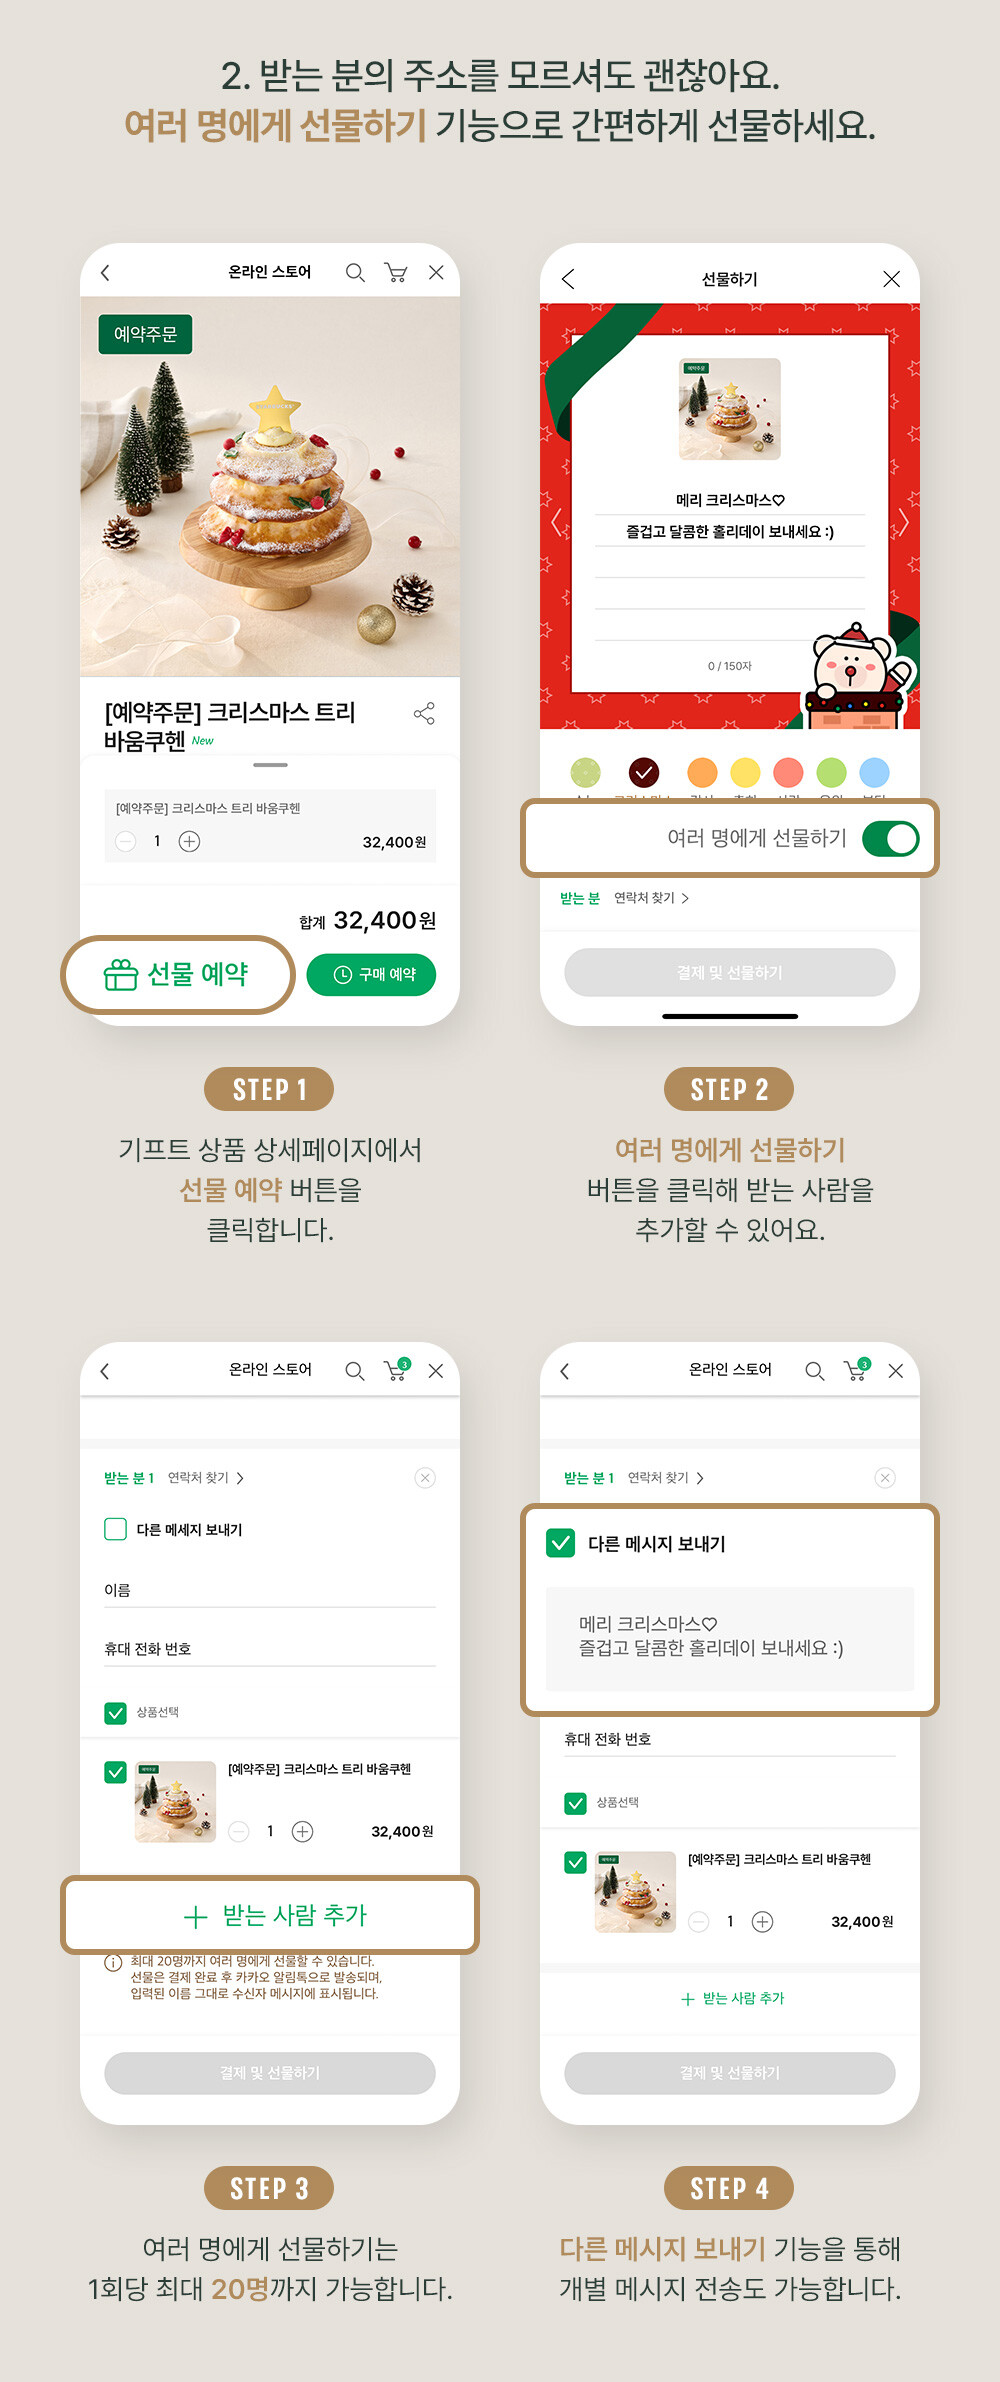 2. 받는 분의 주소를 모르셔도 괜찮아요.
여러 명에게 선물하기 기능으로 간편하게 선물하세요.
온라인 스토어
예약주문
[예약주문] 크리스마스 트리
바움쿠헨 New
[예약주문] 크리스마스 트리 바움쿠헨
1
32,400원
합계 32,400원
선물 예약
구매 예약
선물하기
예약주문
메리 크리스마스♡
즐겁고 달콤한 홀리데이 보내세요 :)
0 / 150자
여러 명에게 선물하기
받는 분 연락처 찾기 >
결제 및 선물하기
STEP 1
기프트 상품 상세페이지에서
선물 예약 버튼을
클릭합니다.
STEP 2
여러 명에게 선물하기
버튼을 클릭해 받는 사람을
추가할 수 있어요.
온라인 스토어
3
받는 분 1 연락처 찾기 >
다른 메세지 보내기
이름
휴대 전화 번호
상품선택
예약주문
[예약주문] 크리스마스 트리 바움쿠헨
1
32,400원
+ 받는 사람 추가
최대 20명까지 여러 명에게 선물할 수 있습니다.
선물은 결제 완료 후 카카오 알림톡으로 발송되며,
입력된 이름 그대로 수신자 메시지에 표시됩니다.
결제 및 선물하기
온라인 스토어
3
받는 분 1 연락처 찾기 >
다른 메시지 보내기
메리 크리스마스♡
즐겁고 달콤한 홀리데이 보내세요 :)
휴대 전화 번호
상품선택
예약주문
[예약주문] 크리스마스 트리 바움쿠헨
1
32,400원
+ 받는 사람 추가
결제 및 선물하기
STEP 3
여러 명에게 선물하기는
1회당 최대 20명까지 가능합니다.
STEP 4
다른 메시지 보내기 기능을 통해
개별 메시지 전송도 가능합니다.